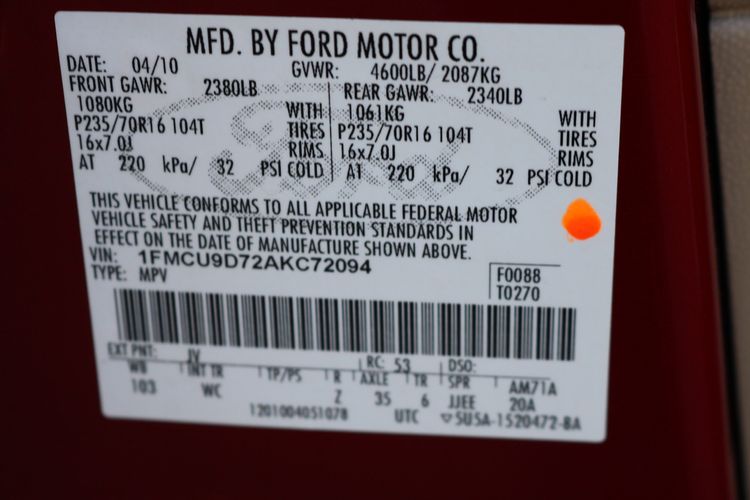 MFD. BY FORD MOTOR CO.
DATE: 04/10 GVWR: 4600LB/ 2087KG
FRONT GAWR: 2380LB REAR GAWR: 2340LB
1080KG WITH 1061KG WITH
P235/70R16 104T TIRES P235/70R16 104T TIRES
16x7.0J RIMS 16x7.0J RIMS
AT 220 kPa/ 32 PSI COLD AT 220 kPa/ 32 PSI COLD
Ford
THIS VEHICLE CONFORMS TO ALL APPLICABLE FEDERAL MOTOR
VEHICLE SAFETY AND THEFT PREVENTION STANDARDS IN
EFFECT ON THE DATE OF MANUFACTURE SHOWN ABOVE.
VIN: 1FMCU9D72AKC72094
TYPE: MPV
F0088
T0270
EXT PNT: JV RC: 53 DSO:
WB INT TR TP/PS R AXLE TR SPR AM71A
103 WC Z 35 6 JJEE 20A
1201004051078 UTC ▽5U5A-1520472-BA